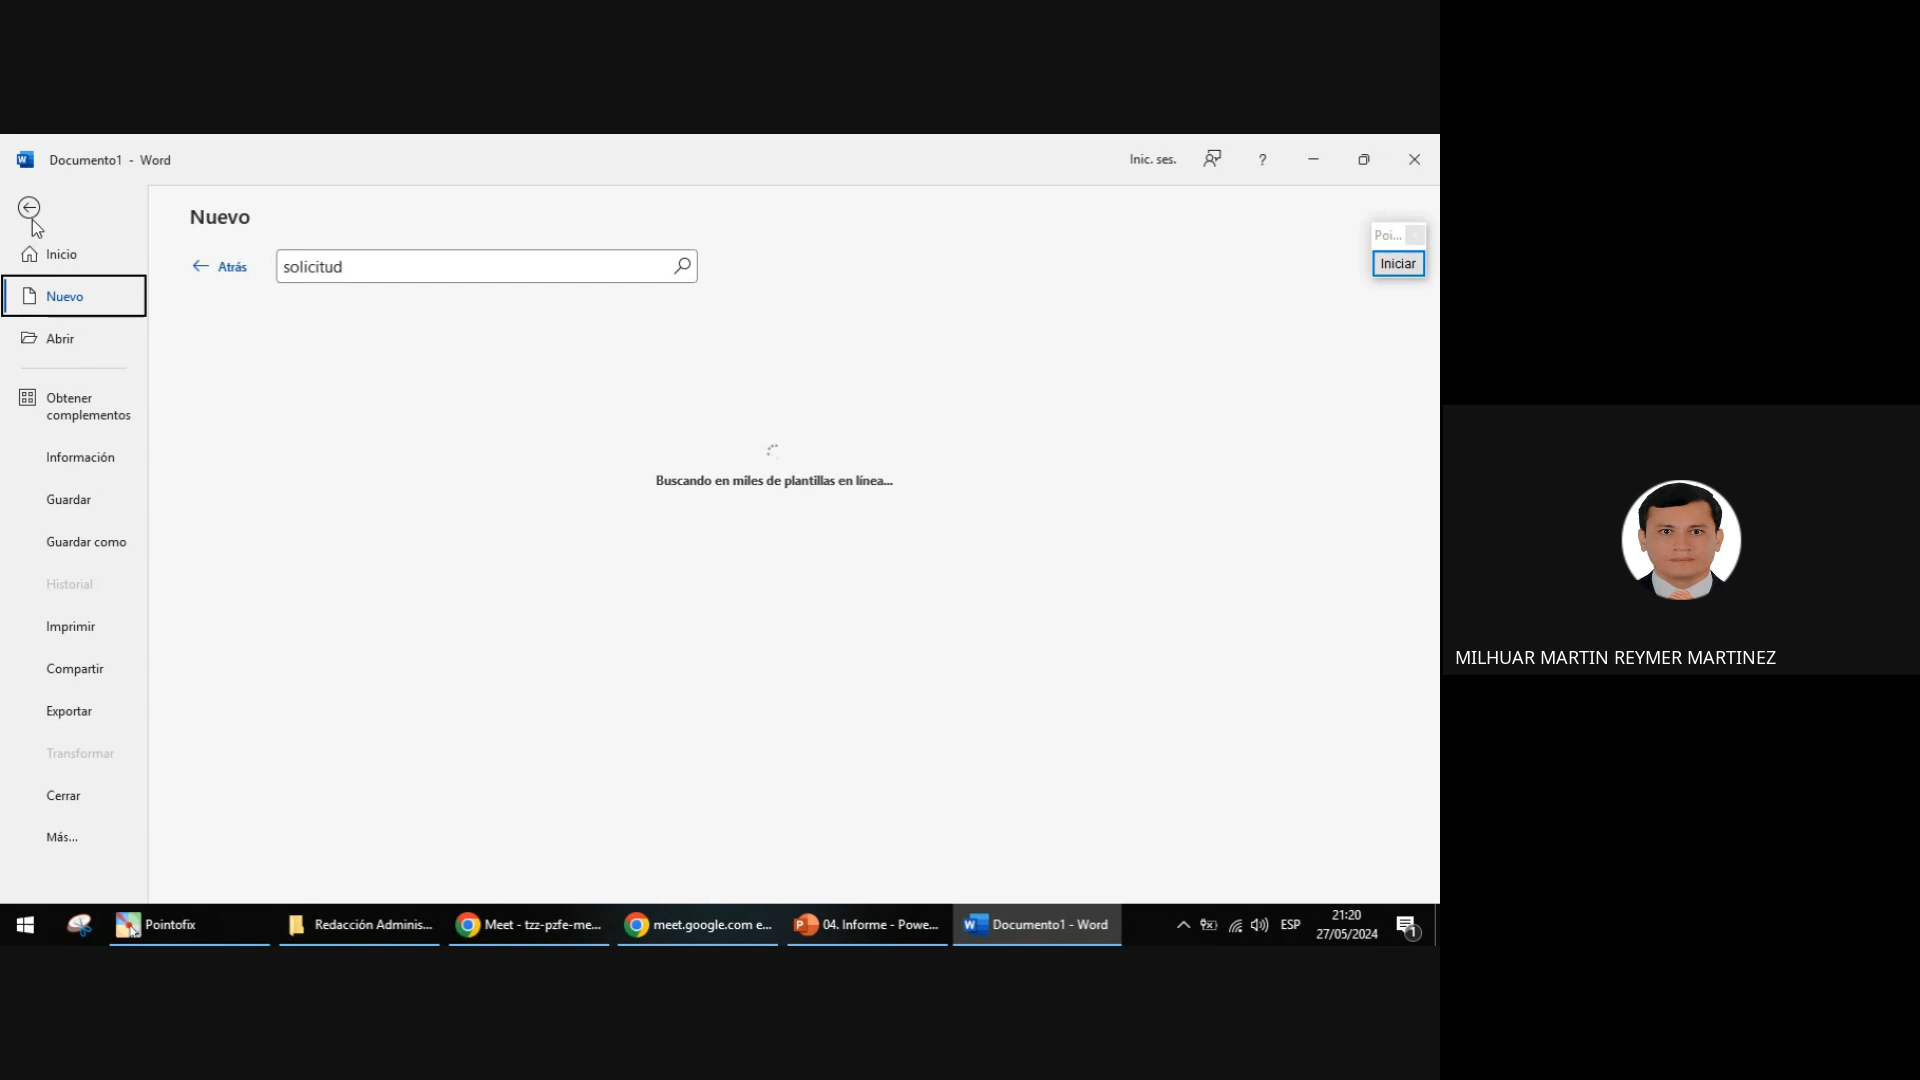 Documento1 - Word
Inic. ses.
?
Nuevo
Poi...
Iniciar
Atrás
solicitud
Inicio
Nuevo
Abrir
Obtener
complementos
Información
Guardar
Guardar como
Historial
Imprimir
Compartir
Exportar
Transformar
Cerrar
Más...
Buscando en miles de plantillas en línea...
MILHUAR MARTIN REYMER MARTINEZ
Pointofix
Redacción Adminis...
Meet - tzz-pzfe-me...
meet.google.com e...
04. Informe - Powe...
Documento1 - Word
ESP
21:20
27/05/2024
1